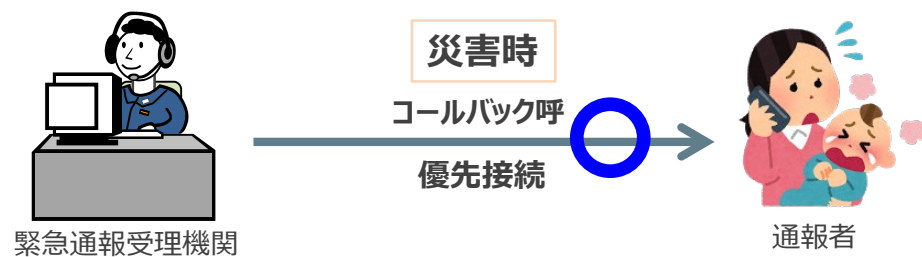 災害時
コールバック呼
優先接続
緊急通報受理機関
通報者